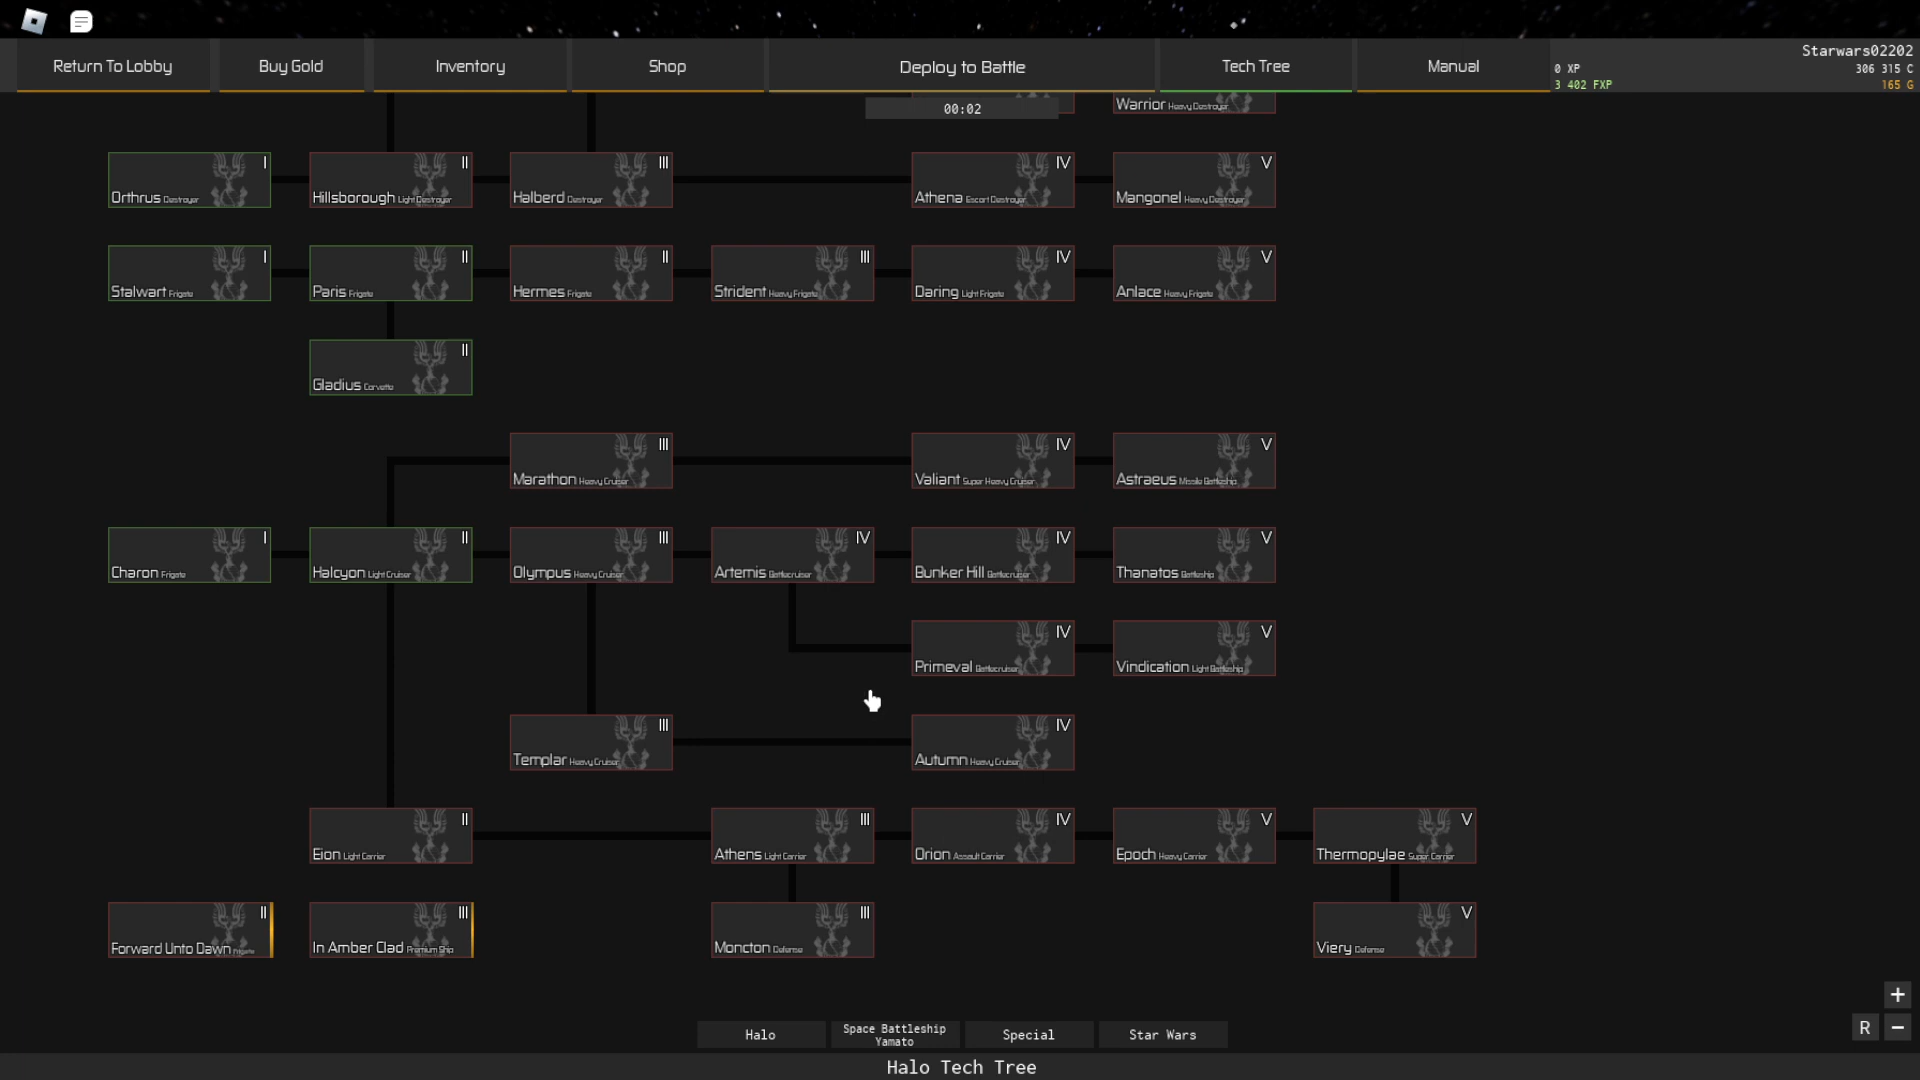 Starwars02202
Return To Lobby
Buy Gold
Inventory
Shop
Deploy to Battle
Tech Tree
Manual
0 XP
306 315 C
3 402 FXP
165 G
00:02
Warrior Heavy Destroyer
I
Orthrus Destroyer
II
Hillsborough Light Destroyer
III
Halberd Destroyer
IV
Athena Escort Destroyer
V
Mangonel Heavy Destroyer
I
Stalwart Frigate
II
Paris Frigate
II
Hermes Frigate
III
Strident Heavy Frigate
IV
Daring Light Frigate
V
Anlace Heavy Frigate
II
Gladius Corvette
III
Marathon Heavy Cruiser
IV
Valiant Super Heavy Cruiser
V
Astraeus Missile Battleship
I
Charon Frigate
II
Halcyon Light Cruiser
III
Olympus Heavy Cruiser
IV
Artemis Battlecruiser
IV
Bunker Hill Battlecruiser
V
Thanatos Battleship
IV
Primeval Battlecruiser
V
Vindication Light Battleship
III
Templar Heavy Cruiser
IV
Autumn Heavy Cruiser
II
Eion Light Carrier
III
Athens Light Carrier
IV
Orion Assault Carrier
V
Epoch Heavy Carrier
V
Thermopylae Super Carrier
II
Forward Unto Dawn Frigate
III
In Amber Clad Premium Ship
III
Moncton Defense
V
Viery Defense
+
R
−
Halo
Space Battleship
Yamato
Special
Star Wars
Halo Tech Tree